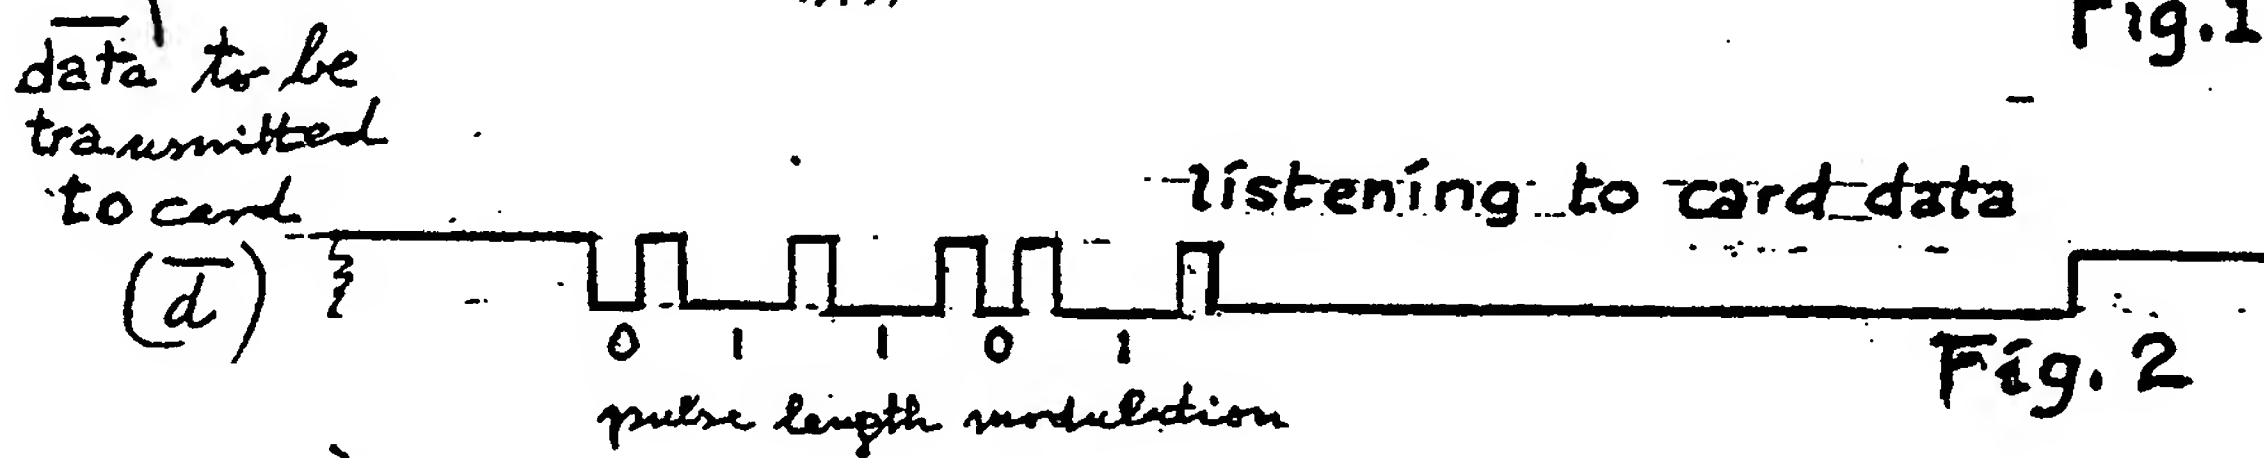 Fig.1
data to be
transmitted
to card
(d̅)
listening to card data
0 1 1 0 1
Fig. 2
pulse length modulation